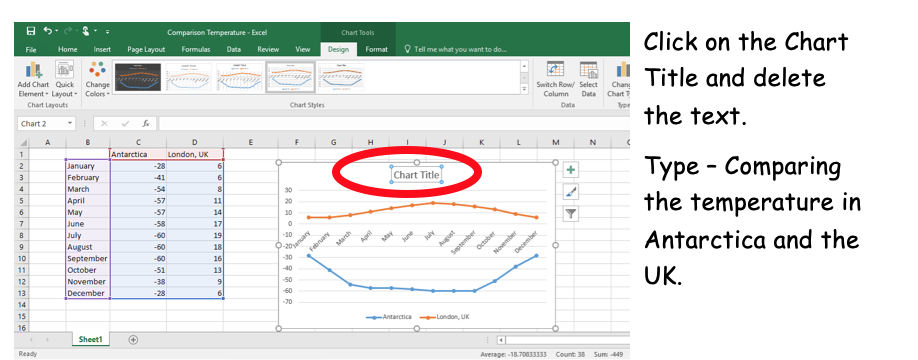 Comparison Temperature - Excel Chart Tools
File Home Insert Page Layout Formulas Data Review View Design Format Tell me what you want to do...
Add Chart Element Quick Layout Change Colors Switch Row/ Column Select Data Chang Chart T
Chart Layouts Chart Styles Data Type
Chart 2 fx
A B C D E F G H I J K L M N
1 Antarctica London, UK
2 January -28 6
3 February -41 6
4 March -54 8
5 April -57 11
6 May -57 14
7 June -58 17
8 July -60 19
9 August -60 18
10 September -60 16
11 October -51 13
12 November -38 9
13 December -28 6
14
15
16
Chart Title
30
20
10
0
-10
-20
-30
-40
-50
-60
-70
January February March April May June July August September October November December
Antarctica London, UK
Sheet1
Ready Average: -18.70833333 Count: 38 Sum: -449
Click on the Chart
Title and delete
the text.
Type – Comparing
the temperature in
Antarctica and the
UK.